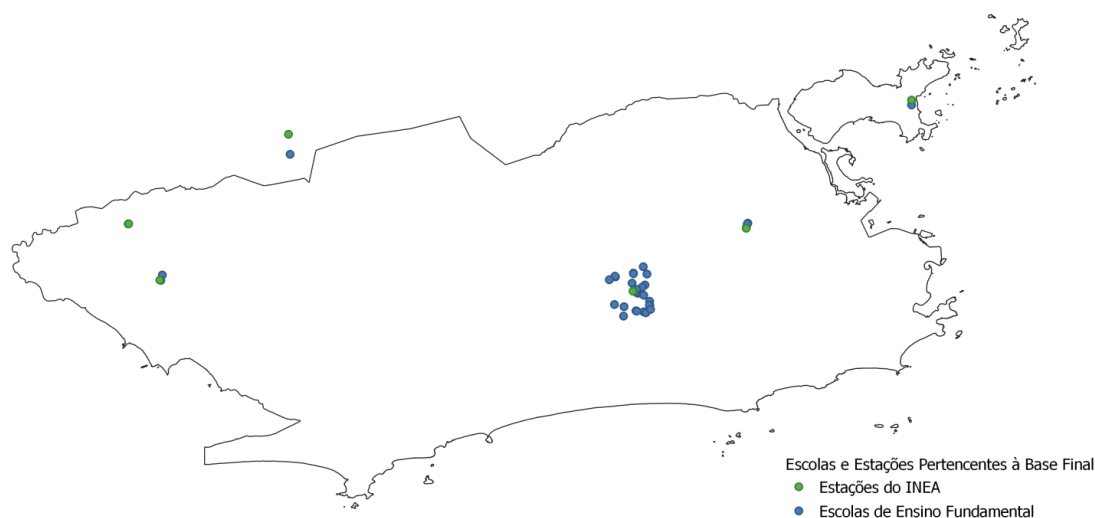 Escolas e Estações Pertencentes à Base Final
Estações do INEA
Escolas de Ensino Fundamental